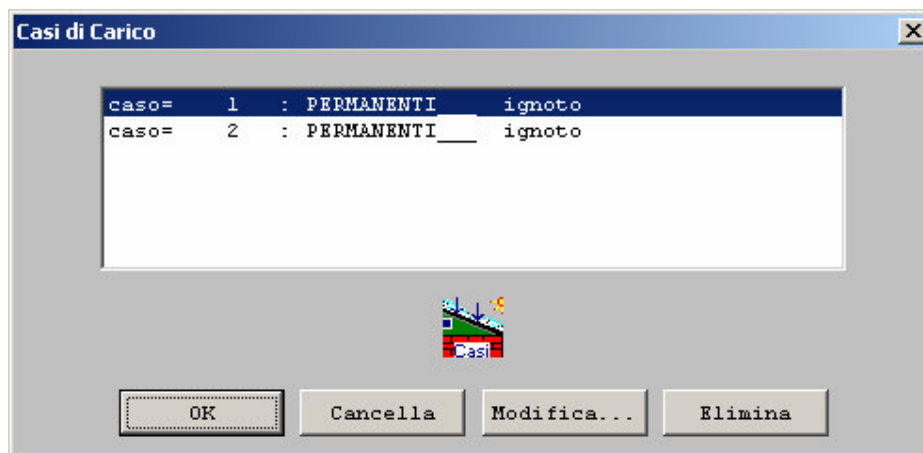 Casi di Carico
caso= 1 : PERMANENTI___ ignoto
caso= 2 : PERMANENTI___ ignoto
Casi
OK Cancella Modifica... Elimina